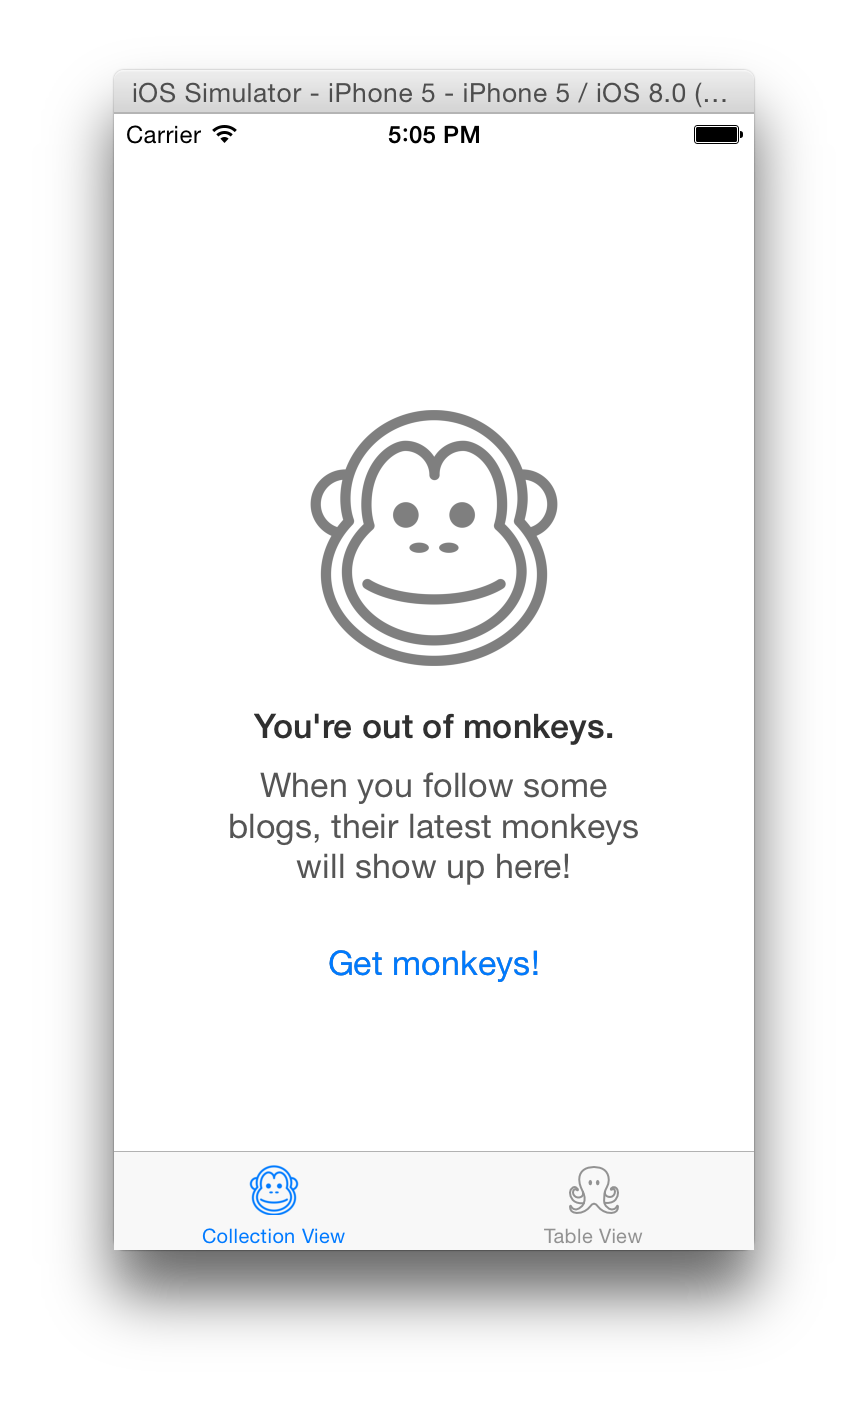 iOS Simulator - iPhone 5 - iPhone 5 / iOS 8.0 (...
Carrier 5:05 PM
You're out of monkeys.
When you follow some
blogs, their latest monkeys
will show up here!
Get monkeys!
Collection View Table View